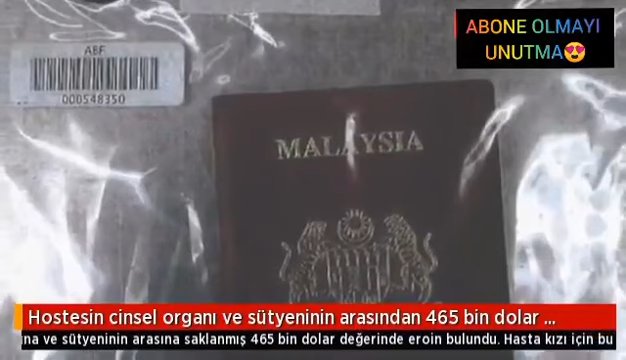 ABONE OLMAYI
UNUTMA😍
ABF
000548350
MALAYSIA
Hostesin cinsel organı ve sütyeninin arasından 465 bin dolar ...
na ve sütyeninin arasına saklanmış 465 bin dolar değerinde eroin bulundu. Hasta kızı için bu